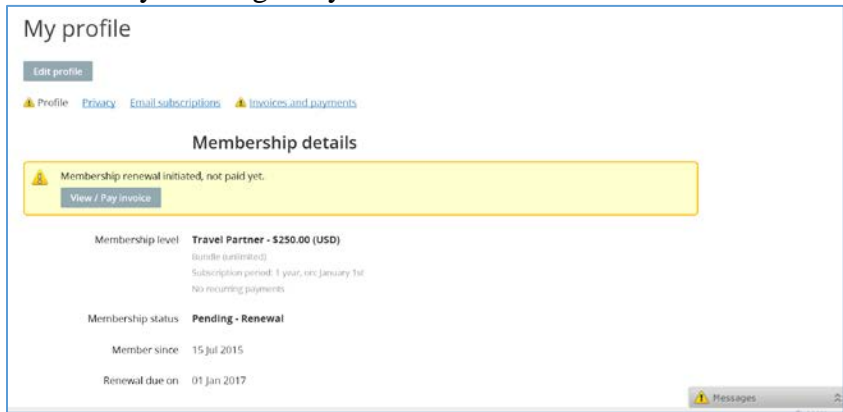 My profile
Edit profile
Profile Privacy Email subscriptions Invoices and payments
Membership details
Membership renewal initiated, not paid yet.
View / Pay invoice
Membership level Travel Partner - $250.00 (USD)
Bundle (unlimited)
Subscription period: 1 year, on: January 1st
No recurring payments
Membership status Pending - Renewal
Member since 15 Jul 2015
Renewal due on 01 Jan 2017
Messages